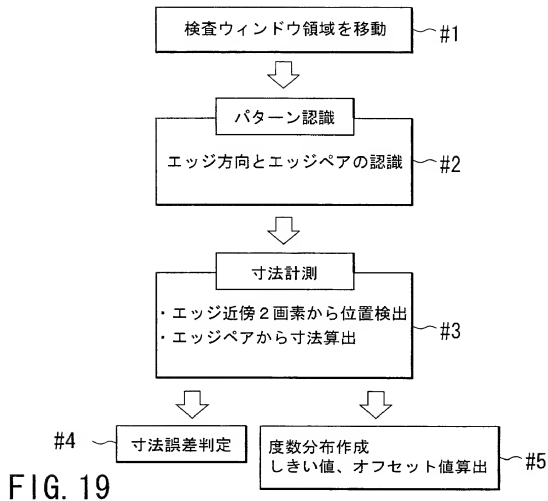 検査ウィンドウ領域を移動
#1
パターン認識
エッジ方向とエッジペアの認識
#2
寸法計測
・エッジ近傍2画素から位置検出
・エッジペアから寸法算出
#3
#4
寸法誤差判定
度数分布作成
しきい値、オフセット値算出
#5
FIG. 19